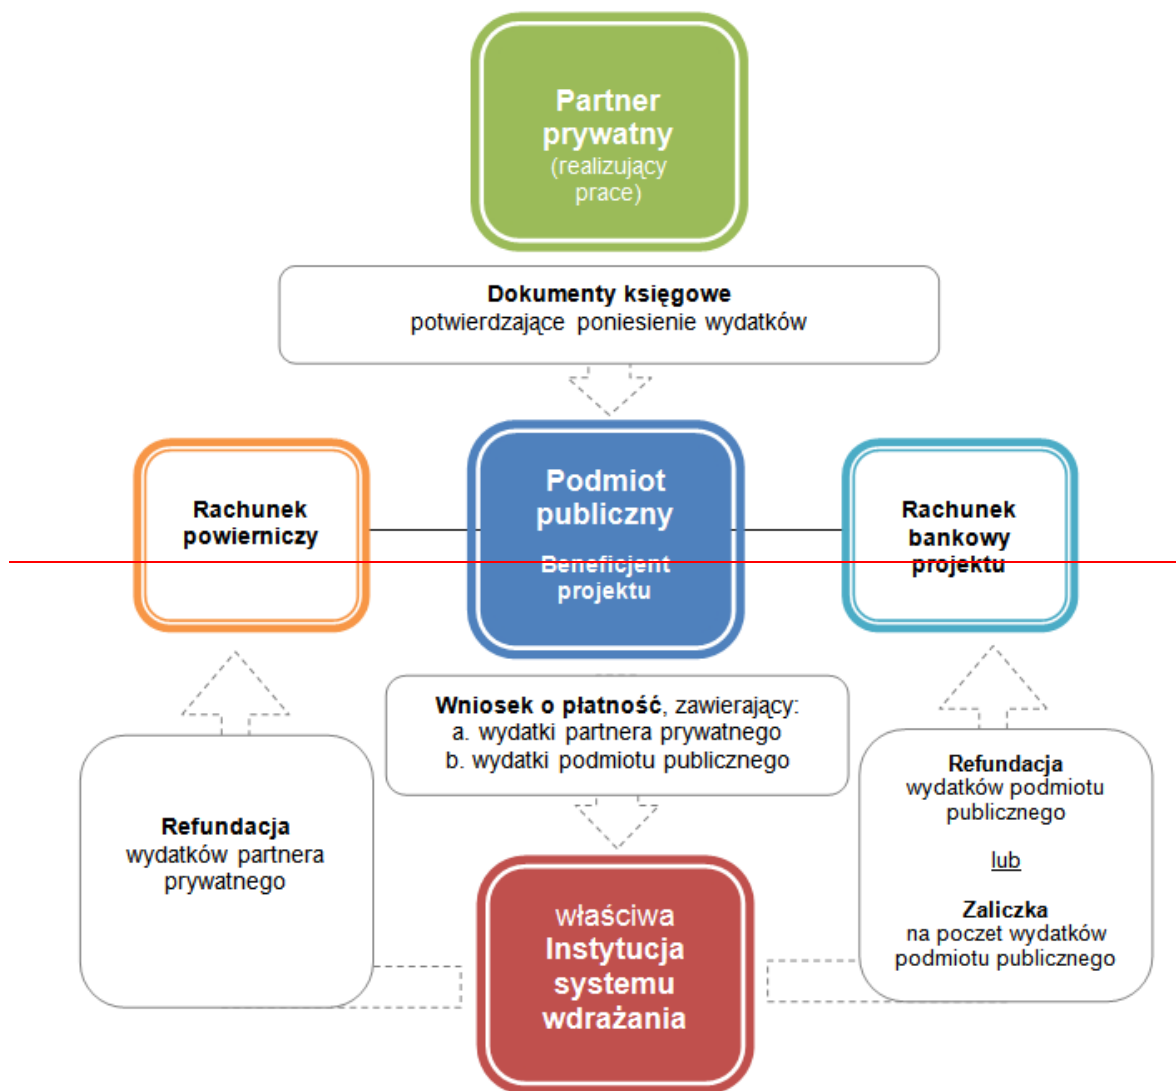 Partner
prywatny
(realizujący
prace)
Dokumenty księgowe
potwierdzające poniesienie wydatków
Rachunek
powierniczy
Podmiot
publiczny
Beneficjent
projektu
Rachunek
bankowy
projektu
Wniosek o płatność, zawierający:
a. wydatki partnera prywatnego
b. wydatki podmiotu publicznego
Refundacja
wydatków partnera
prywatnego
Refundacja
wydatków podmiotu
publicznego
lub
Zaliczka
na poczet wydatków
podmiotu publicznego
właściwa
Instytucja
systemu
wdrażania